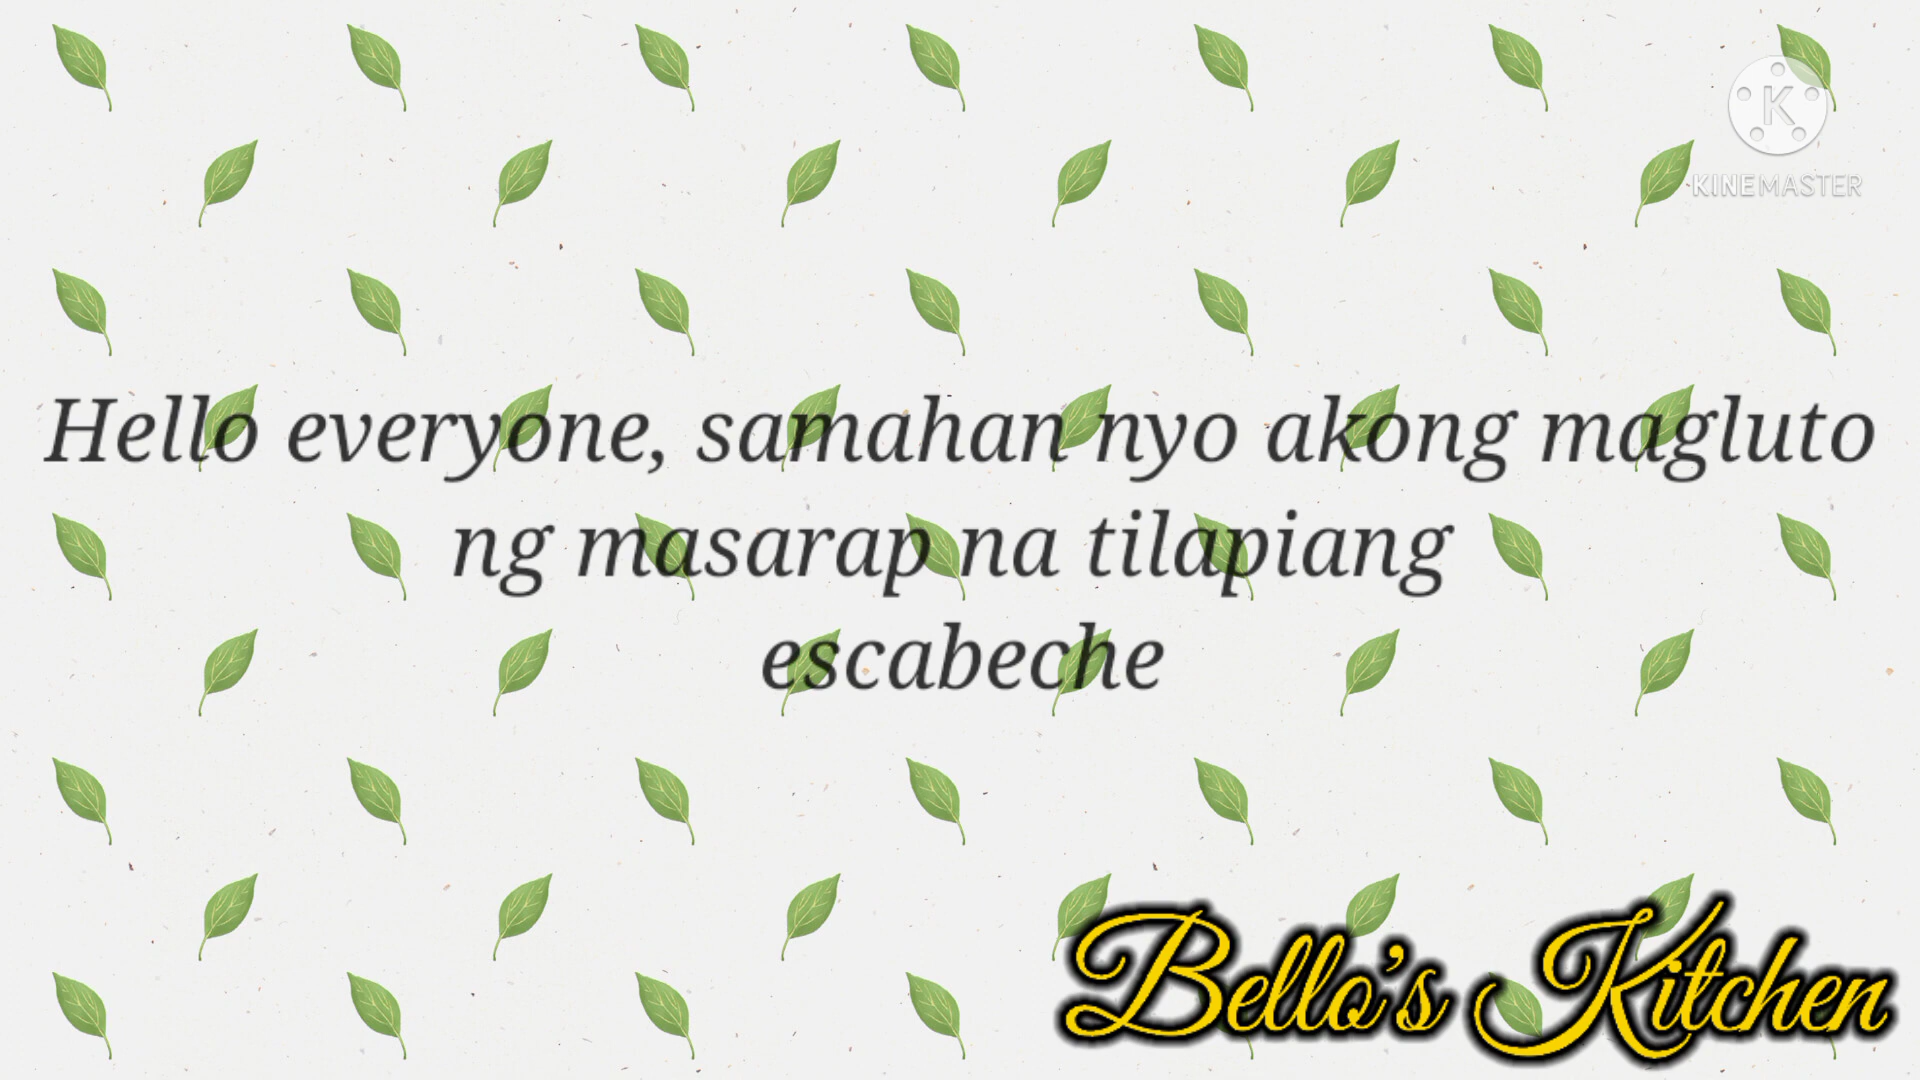 K
KINEMASTER
Hello everyone, samahan nyo akong magluto
ng masarap na tilapiang
escabeche
Bello's Kitchen